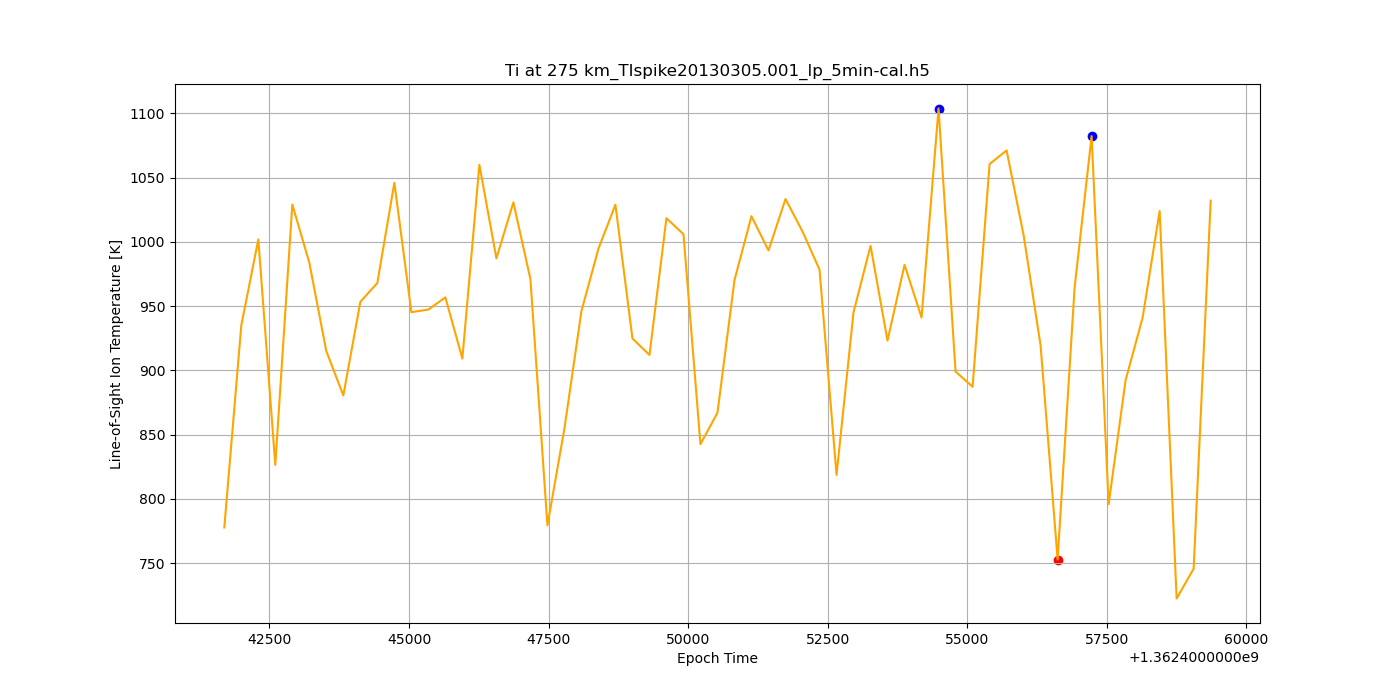 Ti at 275 km_TIspike20130305.001_lp_5min-cal.h5
Line-of-Sight Ion Temperature [K]
1100
1050
1000
950
900
850
800
750
42500 45000 47500 50000 52500 55000 57500 60000
Epoch Time
+1.3624000000e9